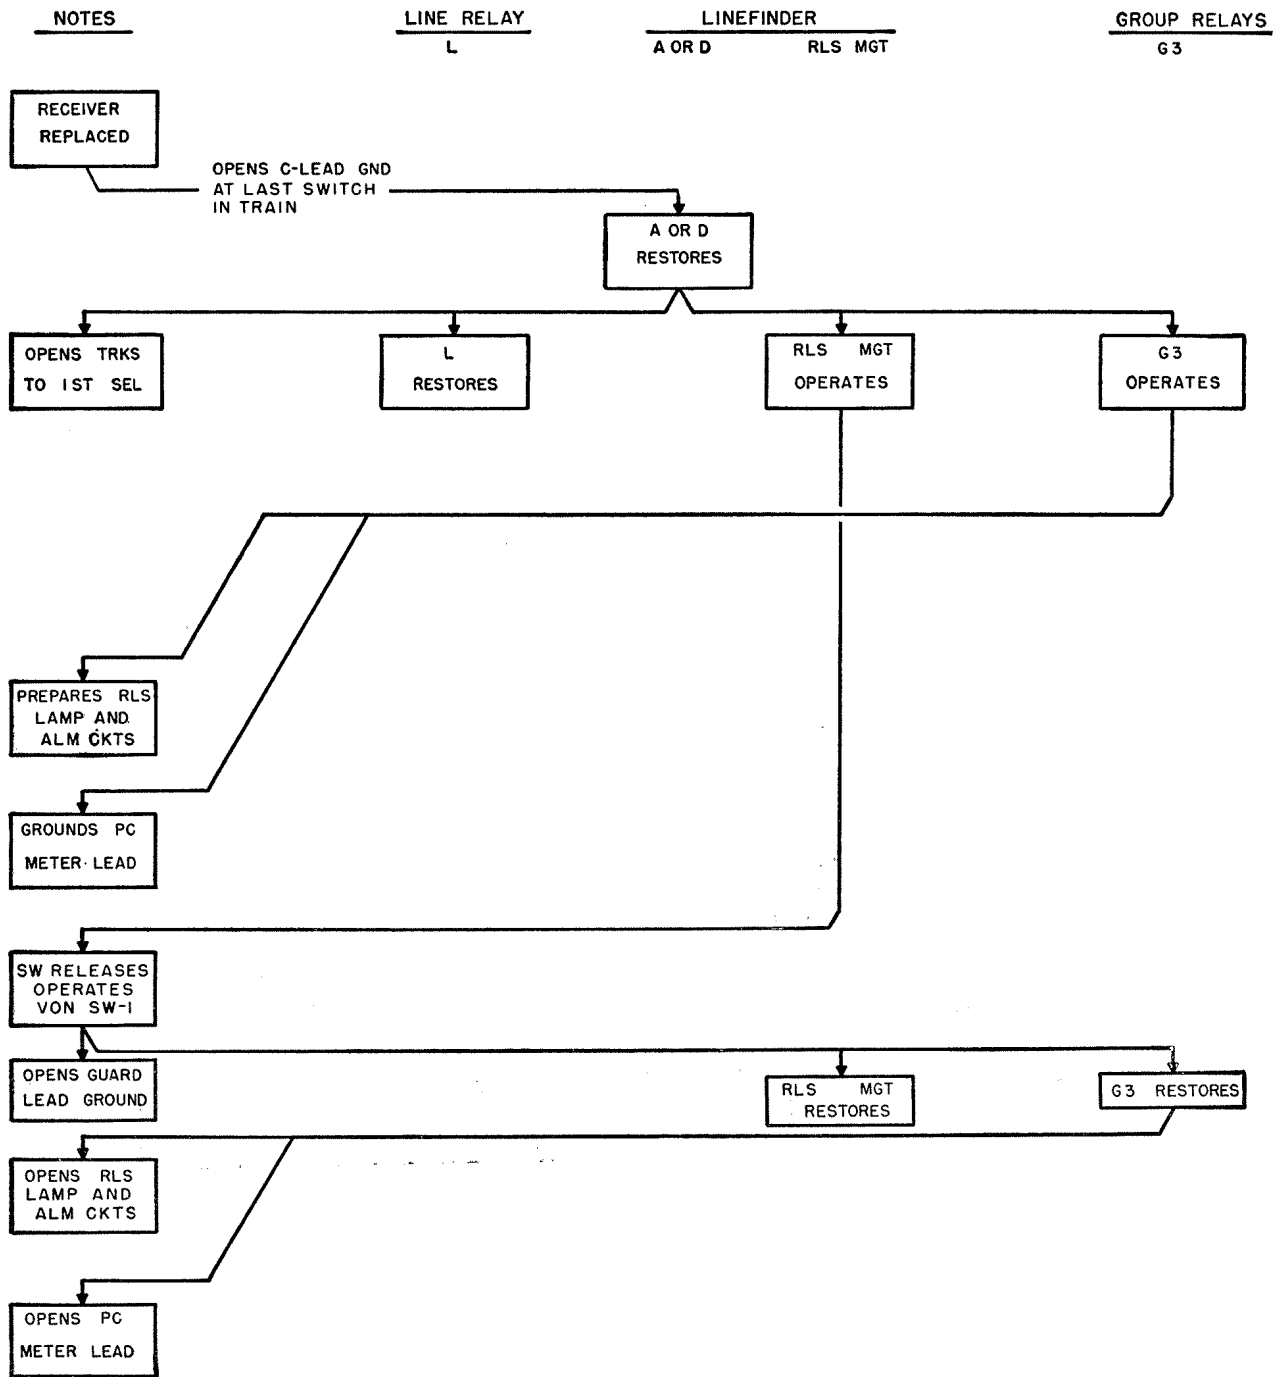 NOTES
LINE RELAY
L
LINEFINDER
A OR D
RLS MGT
GROUP RELAYS
G3
RECEIVER
REPLACED
OPENS C-LEAD GND
AT LAST SWITCH
IN TRAIN
A OR D
RESTORES
OPENS TRKS
TO 1ST SEL
L
RESTORES
RLS MGT
OPERATES
G3
OPERATES
PREPARES RLS
LAMP AND
ALM CKTS
GROUNDS PC
METER LEAD
SW RELEASES
OPERATES
VON SW-1
OPENS GUARD
LEAD GROUND
RLS MGT
RESTORES
G3 RESTORES
OPENS RLS
LAMP AND
ALM CKTS
OPENS PC
METER LEAD